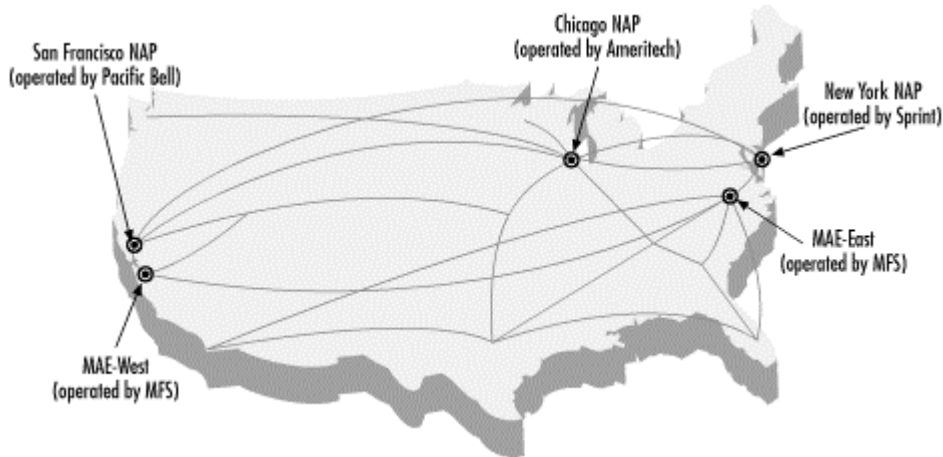 Chicago NAP
(operated by Ameritech)
San Francisco NAP
(operated by Pacific Bell)
New York NAP
(operated by Sprint)
MAE-East
(operated by MFS)
MAE-West
(operated by MFS)